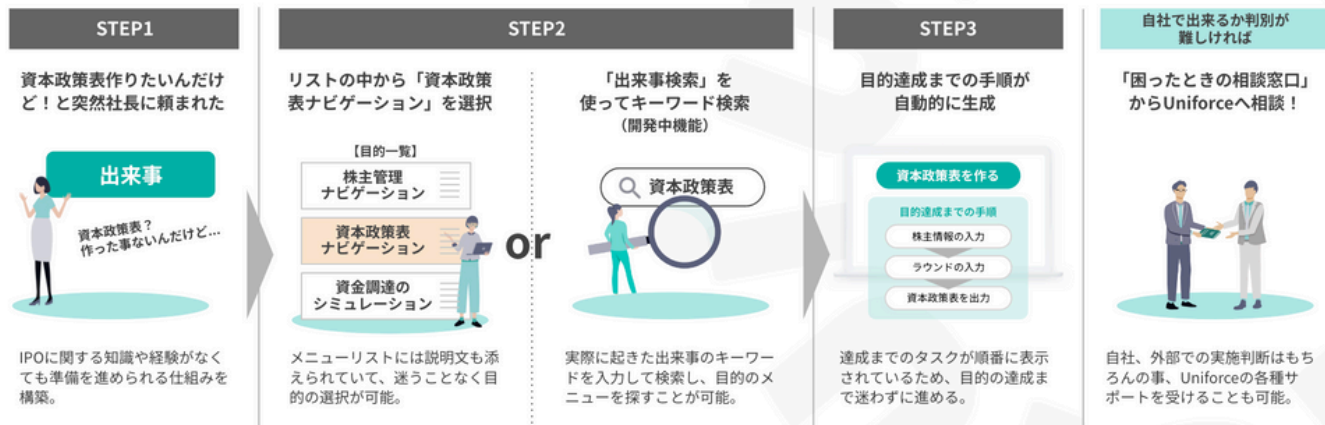 STEP1
資本政策表作りたいんだけ
ど！と突然社長に頼まれた
出来事
資本政策表？
作った事ないんだけど...
IPOに関する知識や経験がなく
ても準備を進められる仕組みを
構築。
STEP2
リストの中から「資本政策
表ナビゲーション」を選択
【目的一覧】
株主管理
ナビゲーション
資本政策表
ナビゲーション
資金調達の
シミュレーション
メニューリストには説明文も添
えられていて、迷うことなく目
的の選択が可能。
or
「出来事検索」を
使ってキーワード検索
（開発中機能）
資本政策表
実際に起きた出来事のキーワー
ドを入力して検索し、目的のメ
ニューを探すことが可能。
STEP3
目的達成までの手順が
自動的に生成
資本政策表を作る
目的達成までの手順
株主情報の入力
ラウンドの入力
資本政策表を出力
達成までのタスクが順番に表示
されているため、目的の達成ま
で迷わずに進める。
自社で出来るか判別が
難しければ
「困ったときの相談窓口」
からUniforceへ相談！
自社、外部での実施判断はもち
ろんの事、Uniforceの各種サ
ポートを受けることも可能。